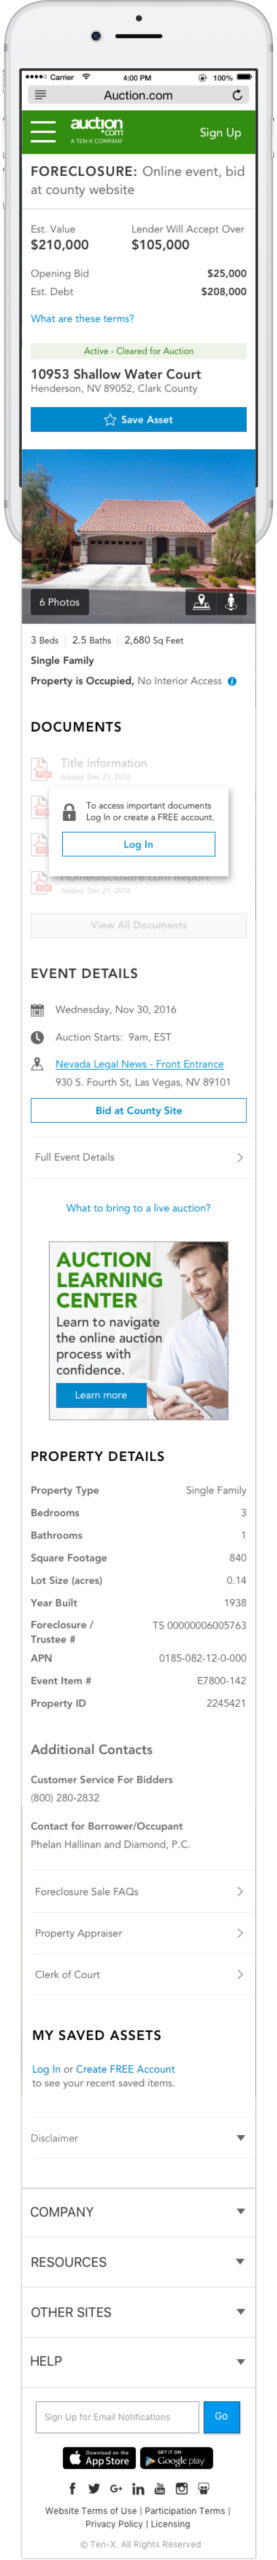 Carrier 4:00 PM 100%
Auction.com
auction
.com
A TEN-X COMPANY
Sign Up
FORECLOSURE: Online event, bid
at county website
Est. Value Lender Will Accept Over
$210,000 $105,000
Opening Bid $25,000
Est. Debt $208,000
What are these terms?
Active - Cleared for Auction
10953 Shallow Water Court
Henderson, NV 89052, Clark County
Save Asset
6 Photos
3 Beds | 2.5 Baths | 2,680 Sq Feet
Single Family
Property is Occupied, No Interior Access
DOCUMENTS
Title Information
Added: Dec 21, 2016
To access important documents
Log In or create a FREE account.
Log In
Homedisclosure.com Report
Added: Dec 21, 2016
View All Documents
EVENT DETAILS
Wednesday, Nov 30, 2016
Auction Starts: 9am, EST
Nevada Legal News - Front Entrance
930 S. Fourth St, Las Vegas, NV 89101
Bid at County Site
Full Event Details
What to bring to a live auction?
AUCTION
LEARNING
CENTER
Learn to navigate
the online auction
process with
confidence.
Learn more
PROPERTY DETAILS
Property Type Single Family
Bedrooms 3
Bathrooms 1
Square Footage 840
Lot Size (acres) 0.14
Year Built 1938
Foreclosure / TS 00000006005763
Trustee #
APN 0185-082-12-0-000
Event Item # E7800-142
Property ID 2245421
Additional Contacts
Customer Service For Bidders
(800) 280-2832
Contact for Borrower/Occupant
Phelan Hallinan and Diamond, P.C.
Foreclosure Sale FAQs
Property Appraiser
Clerk of Court
MY SAVED ASSETS
Log In or Create FREE Account
to see your recent saved items.
Disclaimer
COMPANY
RESOURCES
OTHER SITES
HELP
Sign Up for Email Notifications Go
Download on the
App Store
GET IT ON
Google play
Website Terms of Use | Participation Terms |
Privacy Policy | Licensing
© Ten-X. All Rights Reserved